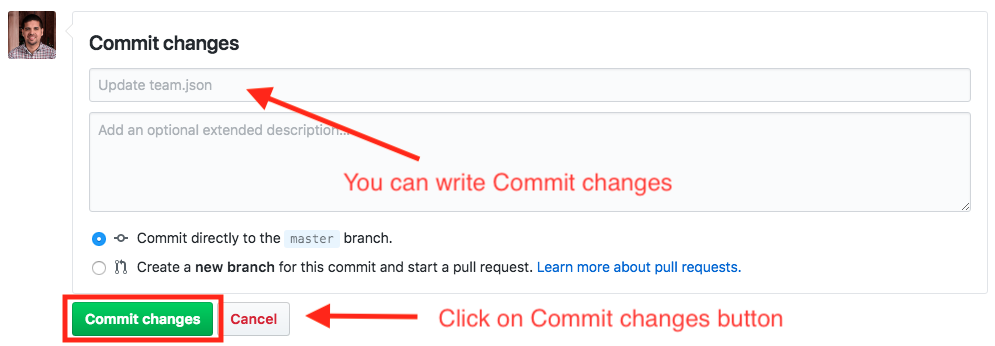 Commit changes
Update team.json
Add an optional extended description...
You can write Commit changes
Commit directly to the master branch.
Create a new branch for this commit and start a pull request. Learn more about pull requests.
Commit changes Cancel Click on Commit changes button